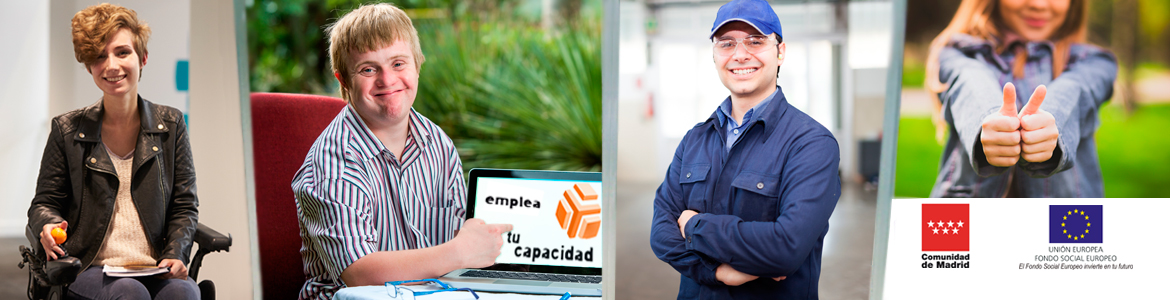 emplea
tu
capacidad
Comunidad
de Madrid
UNIÓN EUROPEA
FONDO SOCIAL EUROPEO
El Fondo Social Europeo invierte en tu futuro